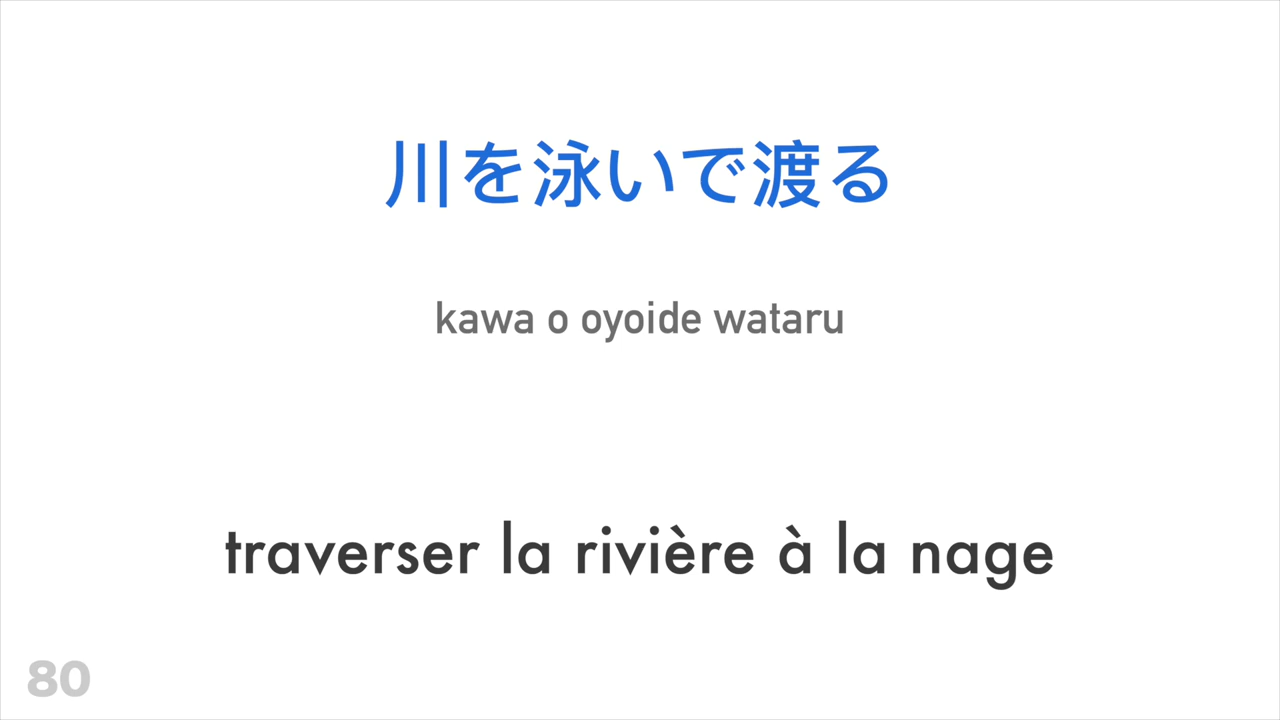 川を泳いで渡る
kawa o oyoide wataru
traverser la rivière à la nage
80